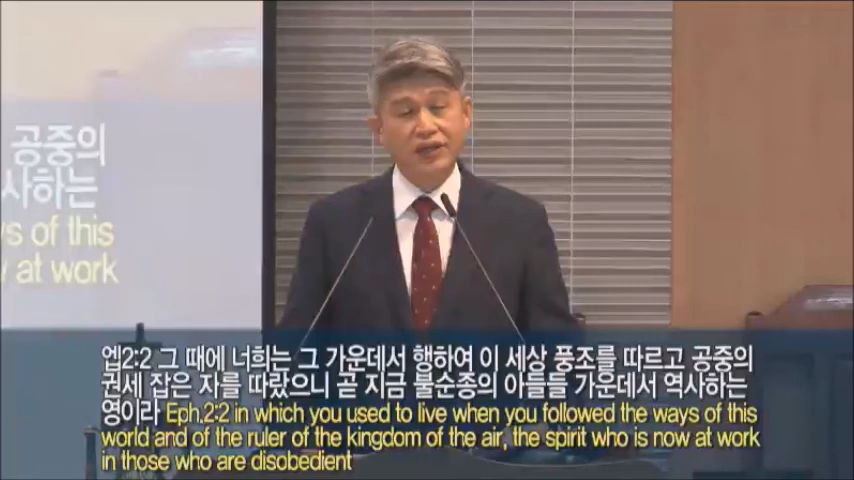 공중의
사하는
ys of this
at work
엡2:2 그 때에 너희는 그 가운데서 행하여 이 세상 풍조를 따르고 공중의
권세 잡은 자를 따랐으니 곧 지금 불순종의 아들들 가운데서 역사하는
영이라 Eph.2:2 in which you used to live when you followed the ways of this
world and of the ruler of the kingdom of the air, the spirit who is now at work
in those who are disobedient